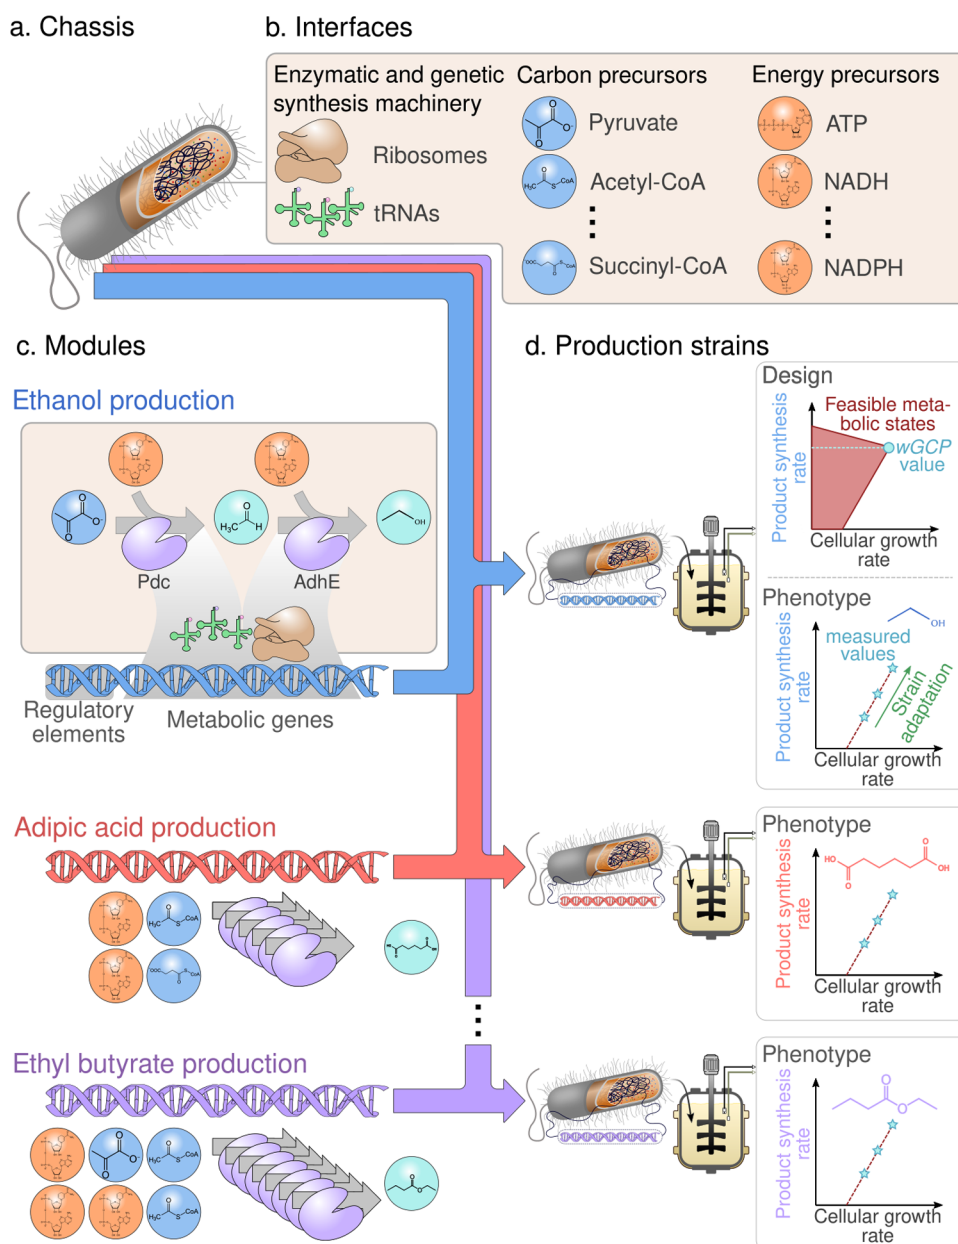 a. Chassis
b. Interfaces
Enzymatic and genetic
synthesis machinery
Ribosomes
tRNAs
Carbon precursors
Pyruvate
Acetyl-CoA
Succinyl-CoA
Energy precursors
ATP
NADH
NADPH
c. Modules
Ethanol production
Pdc
AdhE
Regulatory
elements
Metabolic genes
Adipic acid production
Ethyl butyrate production
d. Production strains
Design
Product synthesis
rate
Feasible meta-
bolic states
wGCP
value
Cellular growth
rate
Phenotype
Product synthesis
rate
OH
measured
values
Strain
adaptation
Cellular growth
rate
Phenotype
Product synthesis
rate
HO
O
O
OH
Cellular growth
rate
Phenotype
Product synthesis
rate
O
O
Cellular growth
rate